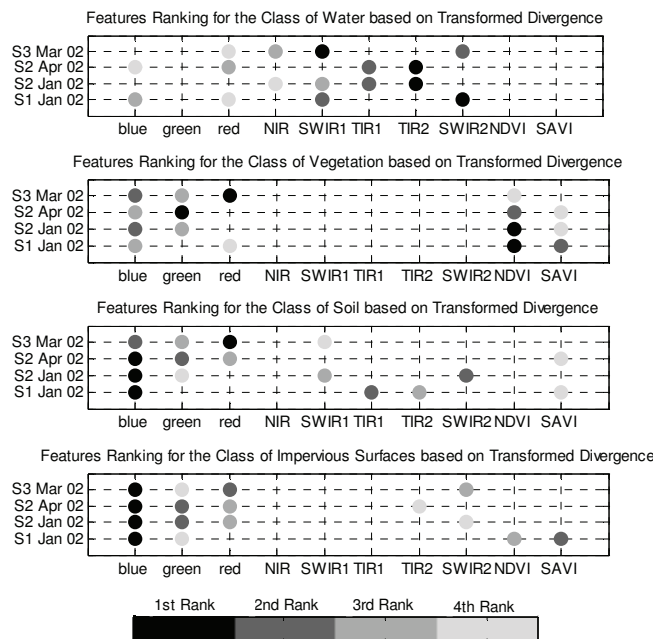 Features Ranking for the Class of Water based on Transformed Divergence
S3 Mar 02
S2 Apr 02
S2 Jan 02
S1 Jan 02
blue green red NIR SWIR1 TIR1 TIR2 SWIR2 NDVI SAVI
Features Ranking for the Class of Vegetation based on Transformed Divergence
S3 Mar 02
S2 Apr 02
S2 Jan 02
S1 Jan 02
blue green red NIR SWIR1 TIR1 TIR2 SWIR2 NDVI SAVI
Features Ranking for the Class of Soil based on Transformed Divergence
S3 Mar 02
S2 Apr 02
S2 Jan 02
S1 Jan 02
blue green red NIR SWIR1 TIR1 TIR2 SWIR2 NDVI SAVI
Features Ranking for the Class of Impervious Surfaces based on Transformed Divergence
S3 Mar 02
S2 Apr 02
S2 Jan 02
S1 Jan 02
blue green red NIR SWIR1 TIR1 TIR2 SWIR2 NDVI SAVI
1st Rank 2nd Rank 3rd Rank 4th Rank